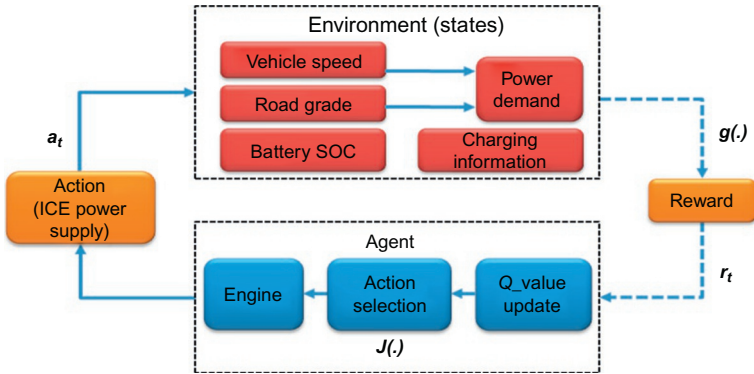 Environment (states)
Vehicle speed
Road grade
Power
demand
Battery SOC
Charging
information
a_t
g(.)
Action
(ICE power
supply)
Reward
Agent
Engine
Action
selection
Q_value
update
J(.)
r_t